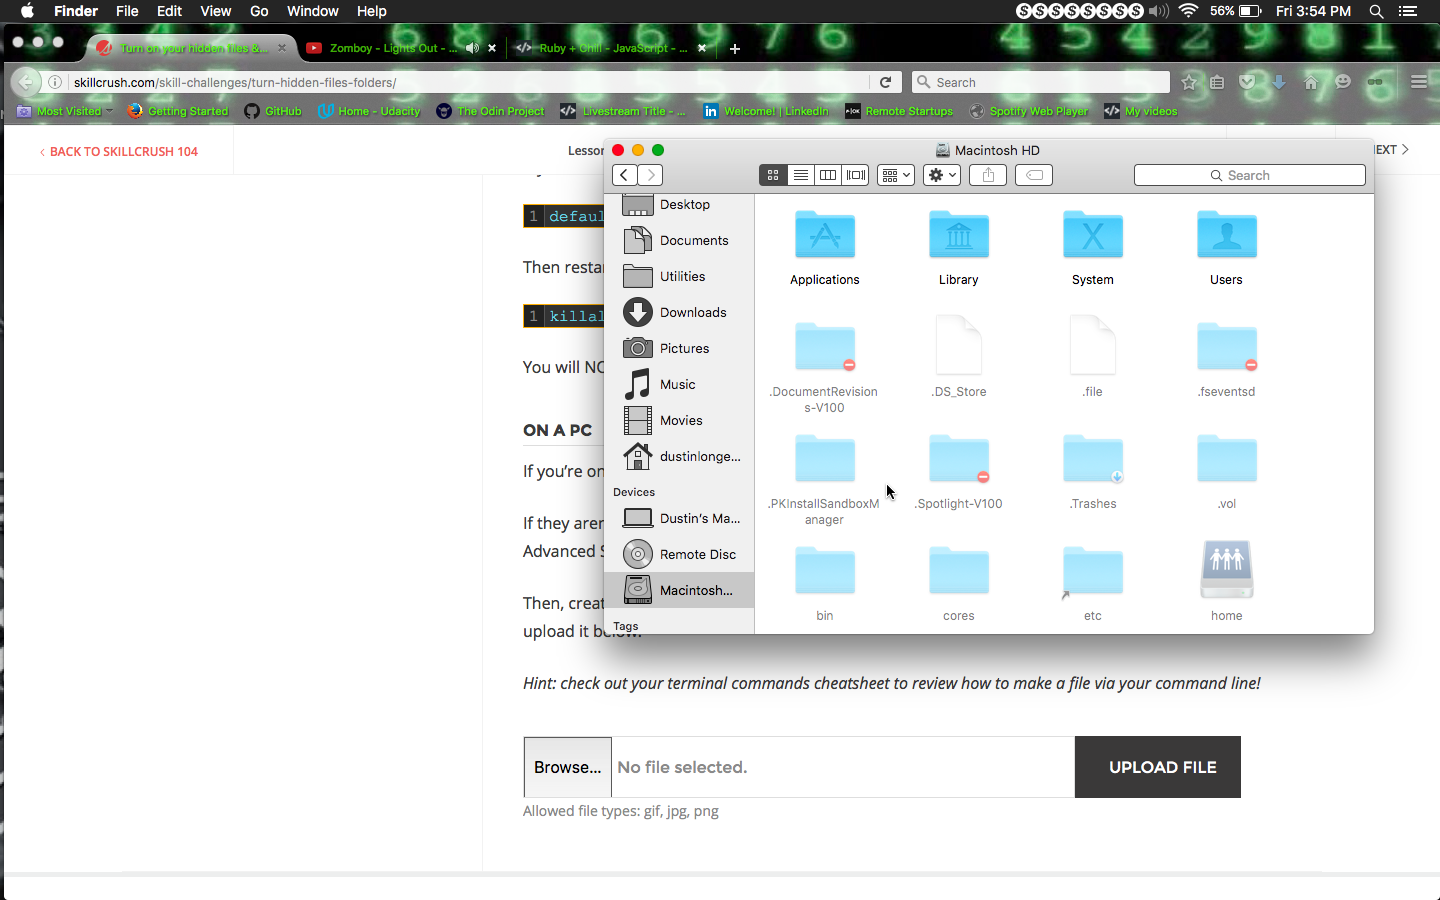 Finder File Edit View Go Window Help
56% Fri 3:54 PM
Turn on your hidden files &...
Zomboy - Lights Out - ...
Ruby + Chill - JavaScript - ...
skillcrush.com/skill-challenges/turn-hidden-files-folders/
Search
Most Visited
Getting Started
GitHub
Home - Udacity
The Odin Project
Livestream Title - ...
Welcome! | LinkedIn
Remote Startups
Spotify Web Player
My videos
BACK TO SKILLCRUSH 104
Lesso
EXT
Macintosh HD
Search
Desktop
Documents
Utilities
Downloads
Pictures
Music
Movies
dustinlonge...
Devices
Dustin's Ma...
Remote Disc
Macintosh...
Tags
Applications
Library
System
Users
.DocumentRevision
s-V100
.DS_Store
.file
.fseventsd
.PKInstallSandboxM
anager
.Spotlight-V100
.Trashes
.vol
bin
cores
etc
home
1 defaul
Then restar
1 killal
You will NO
ON A PC
If you're on
If they aren
Advanced S
Then, creat
upload it below.
Hint: check out your terminal commands cheatsheet to review how to make a file via your command line!
Browse... No file selected.
UPLOAD FILE
Allowed file types: gif, jpg, png